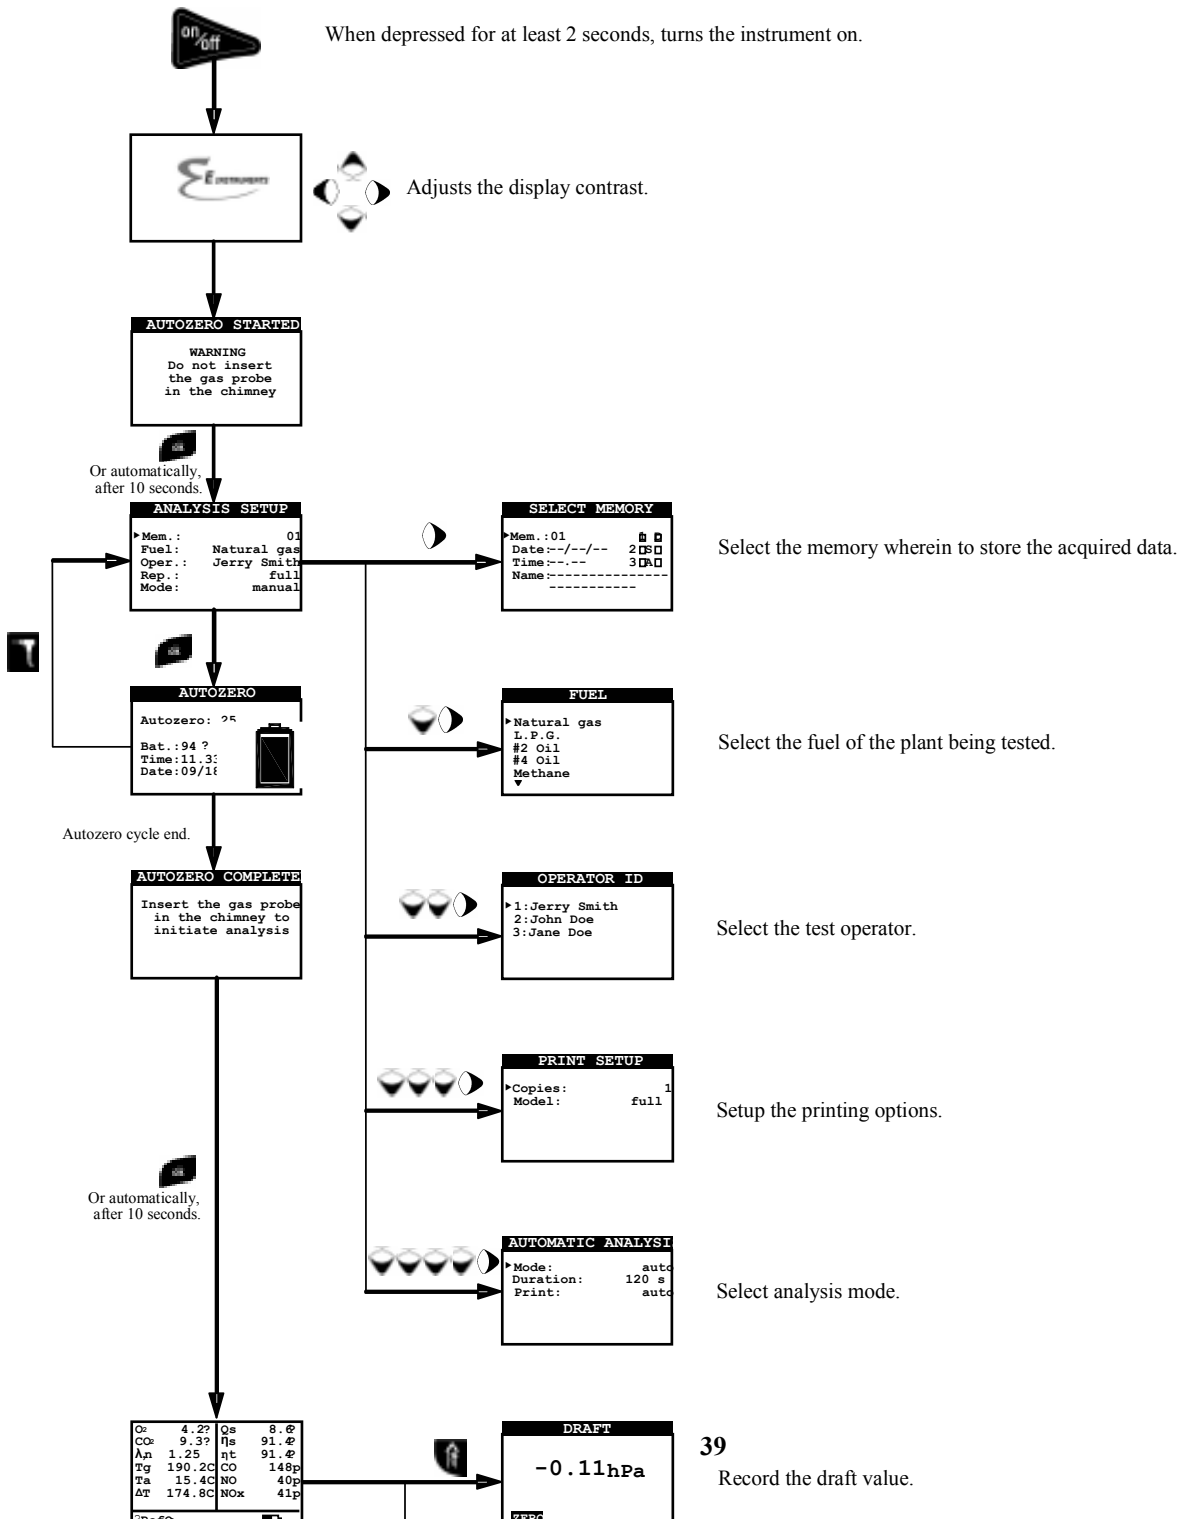 on/off
When depressed for at least 2 seconds, turns the instrument on.
E INSTRUMENTS
Adjusts the display contrast.
AUTOZERO STARTED
WARNING
Do not insert
the gas probe
in the chimney
Or automatically,
after 10 seconds.
ANALYSIS SETUP
Mem.: 01
Fuel: Natural gas
Oper.: Jerry Smith
Rep.: full
Mode: manual
SELECT MEMORY
Mem.:01
Date:--/--/-- 2 S
Time:--.-- 3 A
Name:----------------
------------
Select the memory wherein to store the acquired data.
AUTOZERO
Autozero: 25
Bat.:94 ?
Time:11.33
Date:09/18
FUEL
Natural gas
L.P.G.
#2 Oil
#4 Oil
Methane
Select the fuel of the plant being tested.
Autozero cycle end.
AUTOZERO COMPLETE
Insert the gas probe
in the chimney to
initiate analysis
OPERATOR ID
1:Jerry Smith
2:John Doe
3:Jane Doe
Select the test operator.
PRINT SETUP
Copies: 1
Model: full
Setup the printing options.
Or automatically,
after 10 seconds.
AUTOMATIC ANALYSI
Mode: auto
Duration: 120 s
Print: auto
Select analysis mode.
O2 4.2? Qs 8.6?
CO2 9.3? ηs 91.4?
λ,n 1.25 ηt 91.4?
Tg 190.2C CO 148p
Ta 15.4C NO 40p
ΔT 174.8C NOx 41p
DRAFT
-0.11hPa
ZERO
39
Record the draft value.